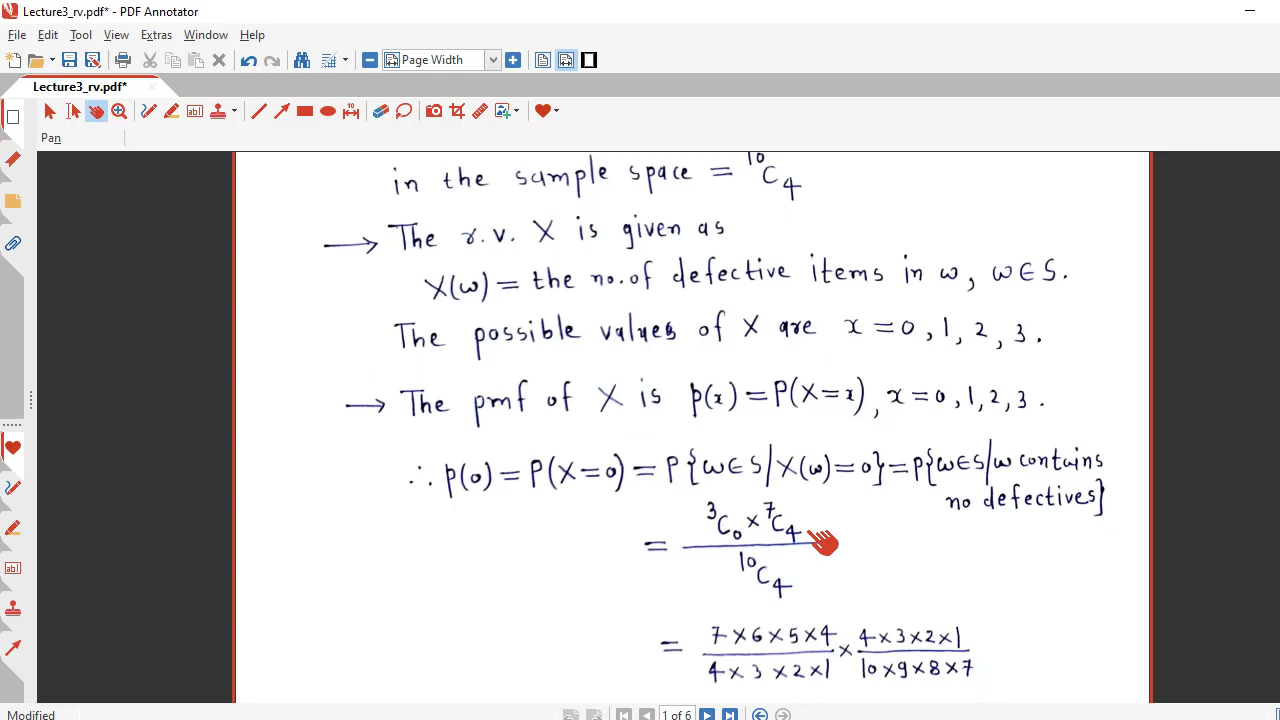 Lecture3_rv.pdf* - PDF Annotator
File Edit Tool View Extras Window Help
Page Width
Lecture3_rv.pdf*
Pan
in the sample space = ¹⁰C₄
⟶ The r.v. X is given as
X(ω) = the no. of defective items in ω, ω∈S.
The possible values of X are x = 0, 1, 2, 3.
⟶ The pmf of X is p(x) = P(X=x), x = 0, 1, 2, 3.
∴ p(0) = P(X=0) = P{ω∈S/X(ω)=0} = P{ω∈S/ω contains
no defectives}
= ³C₀ × ⁷C₄
¹⁰C₄
= 7×6×5×4 × 4×3×2×1
4×3×2×1 10×9×8×7
Modified 1 of 6